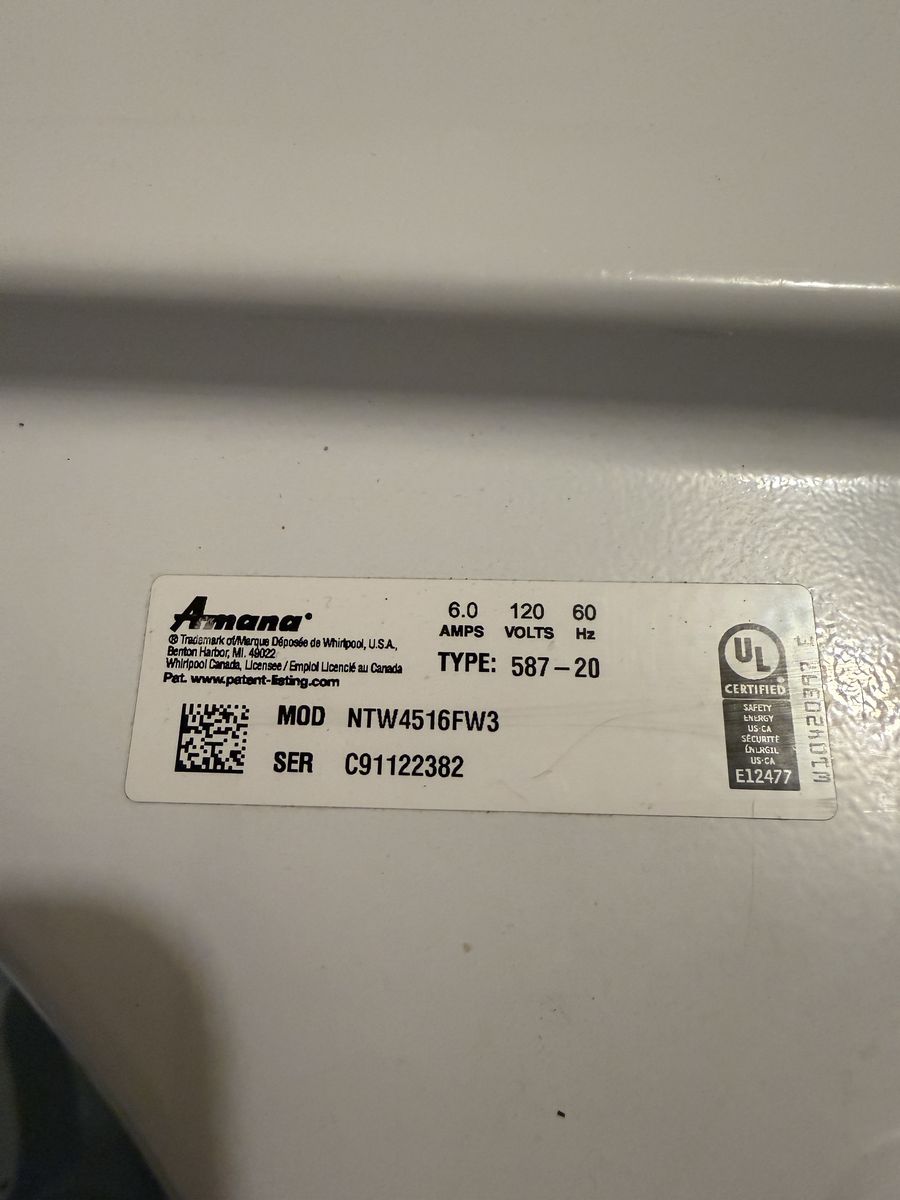 Amana
6.0 120 60
AMPS VOLTS Hz
® Trademark of/Marque Déposée de Whirlpool, U.S.A.,
Benton Harbor, MI. 49022
Whirlpool Canada, Licensee / Emploi Licencié au Canada
Pat. www.patent-listing.com
TYPE: 587-20
MOD NTW4516FW3
SER C91122382
UL
CERTIFIED
SAFETY
ENERGY
US·CA
SÉCURITÉ
ÉNERGIE
US·CA
E12477